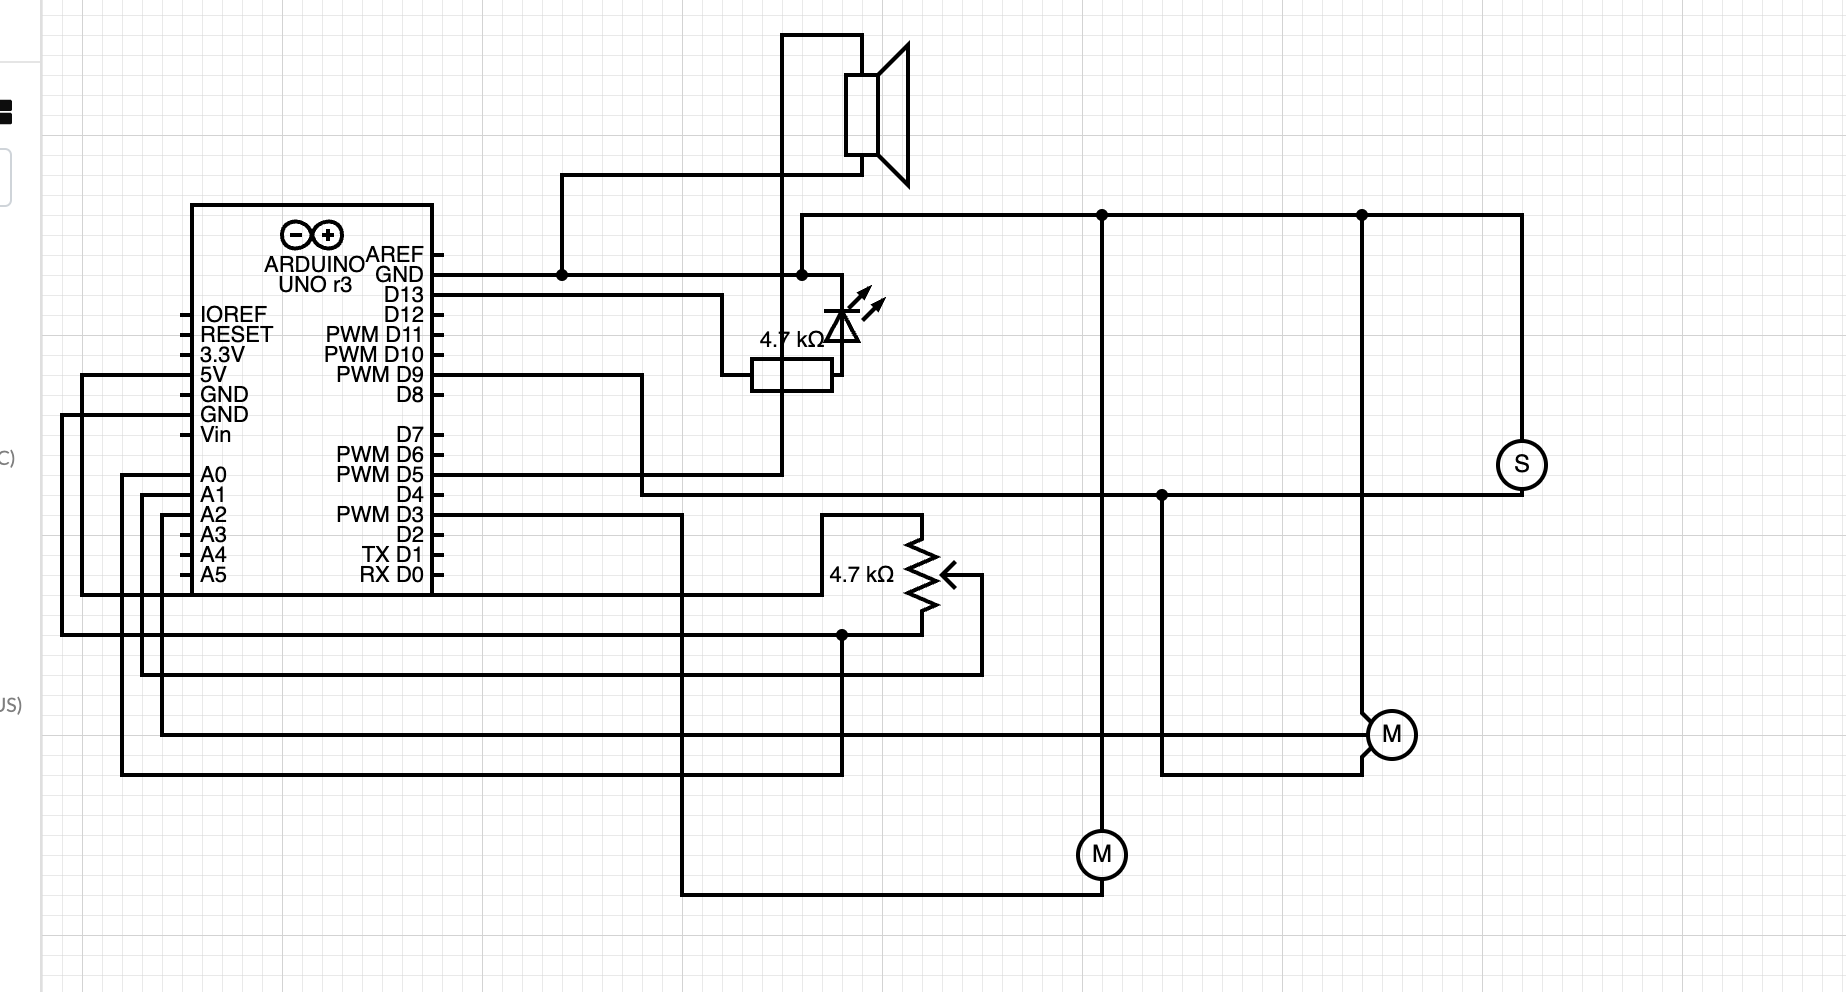 ARDUINO
UNO r3
AREF
GND
D13
D12
PWM D11
PWM D10
PWM D9
D8
D7
PWM D6
PWM D5
D4
PWM D3
D2
TX D1
RX D0
IOREF
RESET
3.3V
5V
GND
GND
Vin
A0
A1
A2
A3
A4
A5
4.7 kΩ
4.7 kΩ
S
M
M
C)
US)